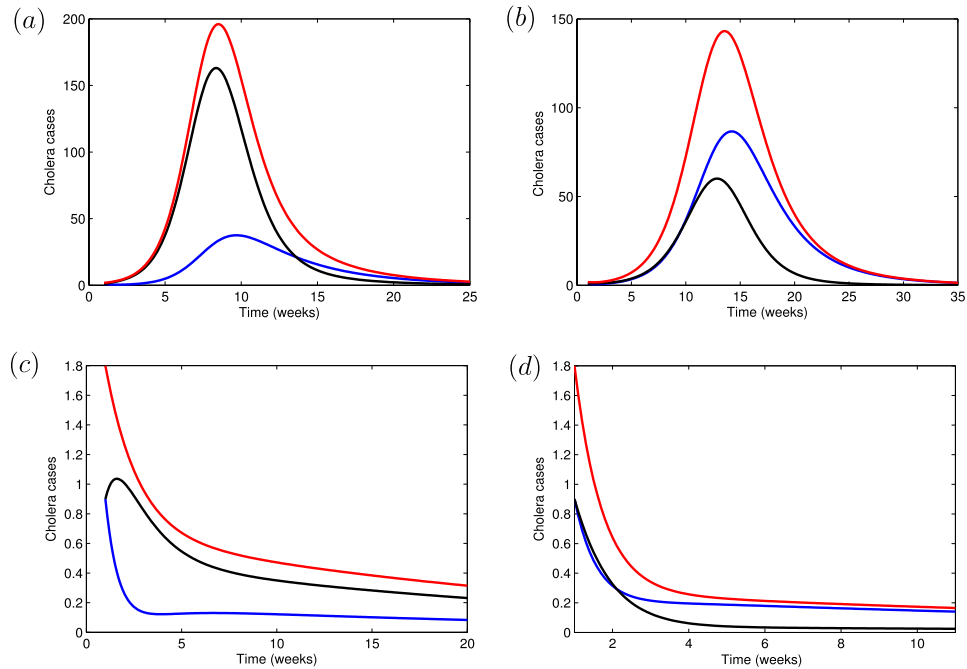 (a)
200
150
100
50
0
Cholera cases
0 5 10 15 20 25
Time (weeks)
(b)
150
100
50
0
Cholera cases
0 5 10 15 20 25 30 35
Time (weeks)
(c)
1.8
1.6
1.4
1.2
1
0.8
0.6
0.4
0.2
0
Cholera cases
0 5 10 15 20
Time (weeks)
(d)
1.8
1.6
1.4
1.2
1
0.8
0.6
0.4
0.2
0
Cholera cases
2 4 6 8 10
Time (weeks)